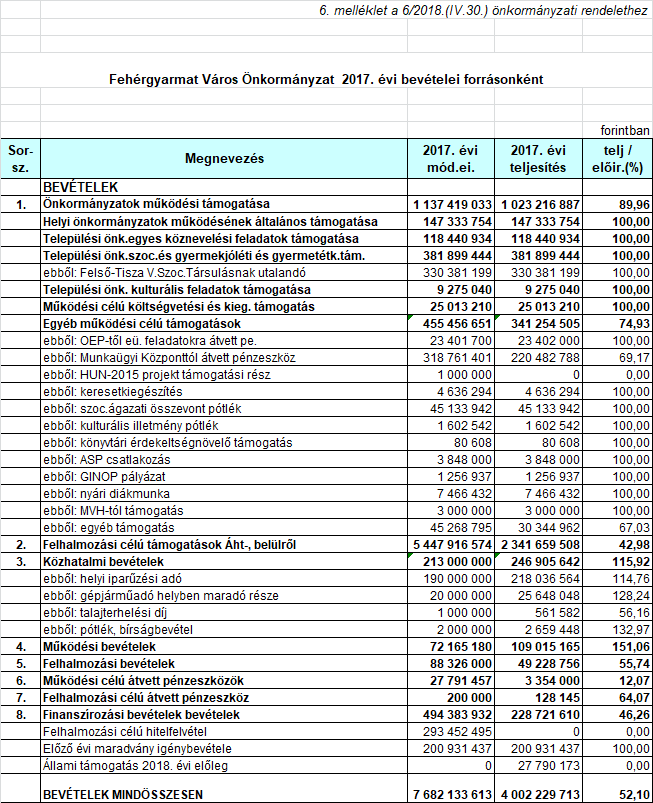 6. melléklet a 6/2018.(IV.30.) önkormányzati rendelethez
Fehérgyarmat Város Önkormányzat 2017. évi bevételei forrásonként
forintban
Sor-sz. Megnevezés 2017. évi mód.ei. 2017. évi teljesítés telj / előir.(%)
BEVÉTELEK
1. Önkormányzatok működési támogatása 1 137 419 033 1 023 216 887 89,96
Helyi önkormányzatok működésének általános támogatása 147 333 754 147 333 754 100,00
Települési önk.egyes köznevelési feladatok támogatása 118 440 934 118 440 934 100,00
Települési önk.szoc.és gyermekjóléti és gyermetétk.tám. 381 899 444 381 899 444 100,00
ebből: Felső-Tisza V.Szoc.Társulásnak utalandó 330 381 199 330 381 199 100,00
Települési önk. kulturális feladatok támogatása 9 275 040 9 275 040 100,00
Működési célú költségvetési és kieg. támogatás 25 013 210 25 013 210 100,00
Egyéb működési célú támogatások 455 456 651 341 254 505 74,93
ebből: OEP-től eü. feladatokra átvett pe. 23 401 700 23 402 000 100,00
ebből: Munkaügyi Központtól átvett pénzeszköz 318 761 401 220 482 788 69,17
ebből: HUN-2015 projekt támogatási rész 1 000 000 0 0,00
ebből: keresetkiegészítés 4 636 294 4 636 294 100,00
ebből: szoc.ágazati összevont pótlék 45 133 942 45 133 942 100,00
ebből: kulturális illetmény pótlék 1 602 542 1 602 542 100,00
ebből: könyvtári érdekeltségnövelő támogatás 80 608 80 608 100,00
ebből: ASP csatlakozás 3 848 000 3 848 000 100,00
ebből: GINOP pályázat 1 256 937 1 256 937 100,00
ebből: nyári diákmunka 7 466 432 7 466 432 100,00
ebből: MVH-tól támogatás 3 000 000 3 000 000 100,00
ebből: egyéb támogatás 45 268 795 30 344 962 67,03
2. Felhalmozási célú támogatások Áht-, belülről 5 447 916 574 2 341 659 508 42,98
3. Közhatalmi bevételek 213 000 000 246 905 642 115,92
ebből: helyi iparűzési adó 190 000 000 218 036 564 114,76
ebből: gépjárműadó helyben maradó része 20 000 000 25 648 048 128,24
ebből: talajterhelési díj 1 000 000 561 582 56,16
ebből: pótlék, bírságbevétel 2 000 000 2 659 448 132,97
4. Működési bevételek 72 165 180 109 015 165 151,06
5. Felhalmozási bevételek 88 326 000 49 228 756 55,74
6. Működési célú átvett pénzeszközök 27 791 457 3 354 000 12,07
7. Felhalmozási célú átvett pénzeszköz 200 000 128 145 64,07
8. Finanszírozási bevételek bevételek 494 383 932 228 721 610 46,26
Felhalmozási célú hitelfelvétel 293 452 495 0 0,00
Előző évi maradvány igénybevétele 200 931 437 200 931 437 100,00
Állami támogatás 2018. évi előleg 0 27 790 173 0,00
BEVÉTELEK MINDÖSSZESEN 7 682 133 613 4 002 229 713 52,10